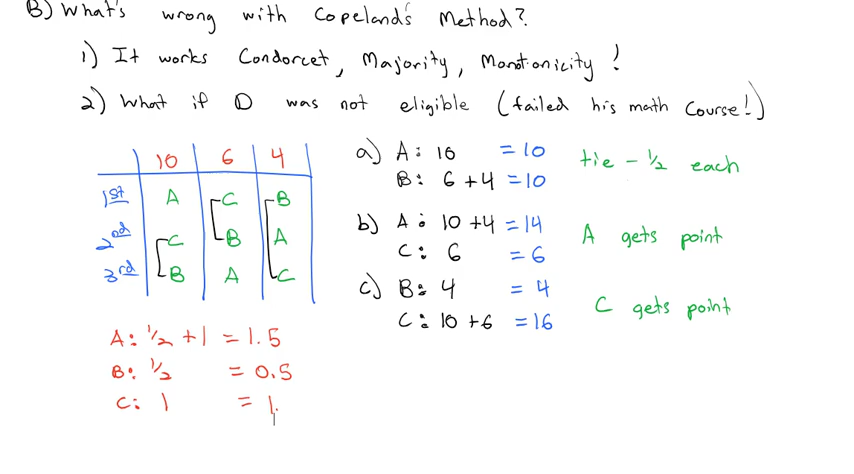 B) What's wrong with Copeland's Method?
1) It works Condorcet, Majority, Monotonicity!
2) What if D was not eligible (failed his math course!)
10 6 4
1st A C B
2nd C B A
3rd B A C
a) A: 10 = 10
B: 6 + 4 = 10
tie - 1/2 each
b) A: 10 + 4 = 14
C: 6 = 6
A gets point
c) B: 4 = 4
C: 10 + 6 = 16
C gets point
A: 1/2 + 1 = 1.5
B: 1/2 = 0.5
C: 1 = 1.